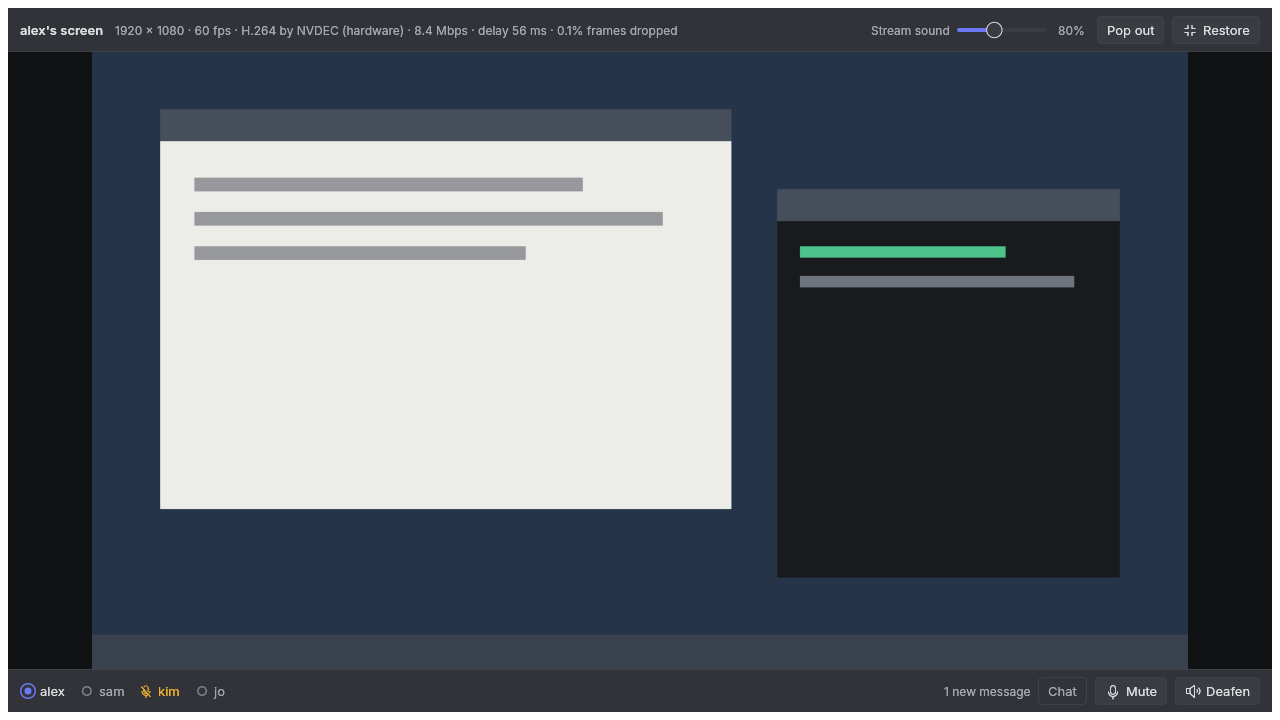 alex's screen 1920 × 1080 · 60 fps · H.264 by NVDEC (hardware) · 8.4 Mbps · delay 56 ms · 0.1% frames dropped Stream sound 80% Pop out Restore
alex sam kim jo 1 new message Chat Mute Deafen